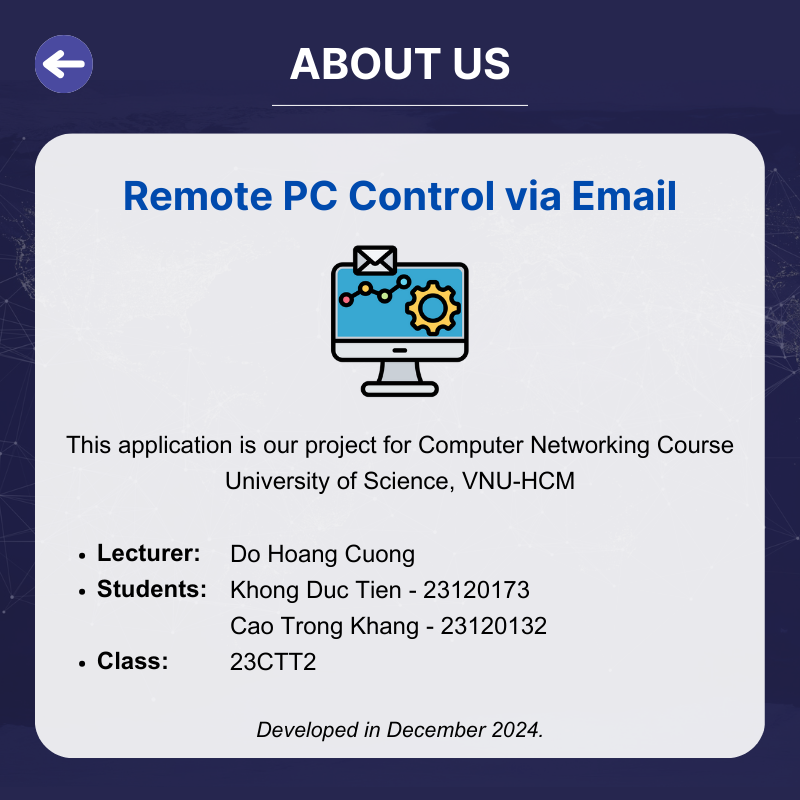 ABOUT US
Remote PC Control via Email
This application is our project for Computer Networking Course
University of Science, VNU-HCM
• Lecturer: Do Hoang Cuong
• Students: Khong Duc Tien - 23120173
Cao Trong Khang - 23120132
• Class: 23CTT2
Developed in December 2024.